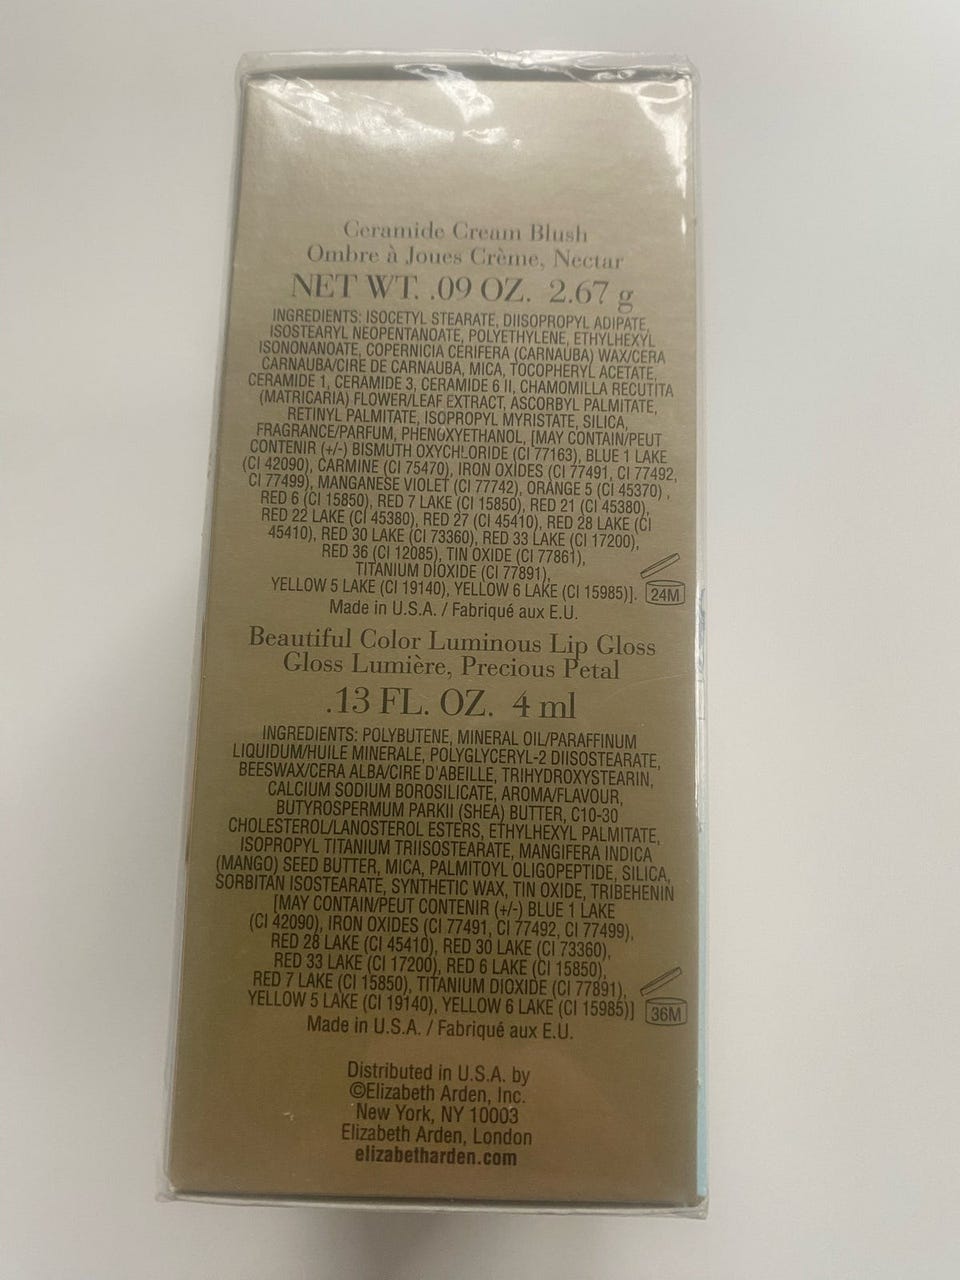 Ceramide Cream Blush
Ombre à Joues Crème, Nectar
NET WT. .09 OZ. 2.67 g
INGREDIENTS: ISOCETYL STEARATE, DIISOPROPYL ADIPATE,
ISOSTEARYL NEOPENTANOATE, POLYETHYLENE, ETHYLHEXYL
ISONONANOATE, COPERNICIA CERIFERA (CARNAUBA) WAX/CERA
CARNAUBA/CIRE DE CARNAUBA, MICA, TOCOPHERYL ACETATE,
CERAMIDE 1, CERAMIDE 3, CERAMIDE 6 II, CHAMOMILLA RECUTITA
(MATRICARIA) FLOWER/LEAF EXTRACT, ASCORBYL PALMITATE,
RETINYL PALMITATE, ISOPROPYL MYRISTATE, SILICA,
FRAGRANCE/PARFUM, PHENOXYETHANOL, [MAY CONTAIN/PEUT
CONTENIR (+/-) BISMUTH OXYCHLORIDE (CI 77163), BLUE 1 LAKE
(CI 42090), CARMINE (CI 75470), IRON OXIDES (CI 77491, CI 77492,
CI 77499), MANGANESE VIOLET (CI 77742), ORANGE 5 (CI 45370) ,
RED 6 (CI 15850), RED 7 LAKE (CI 15850), RED 21 (CI 45380),
RED 22 LAKE (CI 45380), RED 27 (CI 45410), RED 28 LAKE (CI
45410), RED 30 LAKE (CI 73360), RED 33 LAKE (CI 17200),
RED 36 (CI 12085), TIN OXIDE (CI 77861),
TITANIUM DIOXIDE (CI 77891),
YELLOW 5 LAKE (CI 19140), YELLOW 6 LAKE (CI 15985)]. 24M
Made in U.S.A. / Fabriqué aux E.U.
Beautiful Color Luminous Lip Gloss
Gloss Lumière, Precious Petal
.13 FL. OZ. 4 ml
INGREDIENTS: POLYBUTENE, MINERAL OIL/PARAFFINUM
LIQUIDUM/HUILE MINERALE, POLYGLYCERYL-2 DIISOSTEARATE,
BEESWAX/CERA ALBA/CIRE D'ABEILLE, TRIHYDROXYSTEARIN,
CALCIUM SODIUM BOROSILICATE, AROMA/FLAVOUR,
BUTYROSPERMUM PARKII (SHEA) BUTTER, C10-30
CHOLESTEROL/LANOSTEROL ESTERS, ETHYLHEXYL PALMITATE,
ISOPROPYL TITANIUM TRIISOSTEARATE, MANGIFERA INDICA
(MANGO) SEED BUTTER, MICA, PALMITOYL OLIGOPEPTIDE, SILICA,
SORBITAN ISOSTEARATE, SYNTHETIC WAX, TIN OXIDE, TRIBEHENIN
[MAY CONTAIN/PEUT CONTENIR (+/-) BLUE 1 LAKE
(CI 42090), IRON OXIDES (CI 77491, CI 77492, CI 77499),
RED 28 LAKE (CI 45410), RED 30 LAKE (CI 73360),
RED 33 LAKE (CI 17200), RED 6 LAKE (CI 15850),
RED 7 LAKE (CI 15850), TITANIUM DIOXIDE (CI 77891),
YELLOW 5 LAKE (CI 19140), YELLOW 6 LAKE (CI 15985)] 36M
Made in U.S.A. / Fabriqué aux E.U.
Distributed in U.S.A. by
©Elizabeth Arden, Inc.
New York, NY 10003
Elizabeth Arden, London
elizabetharden.com